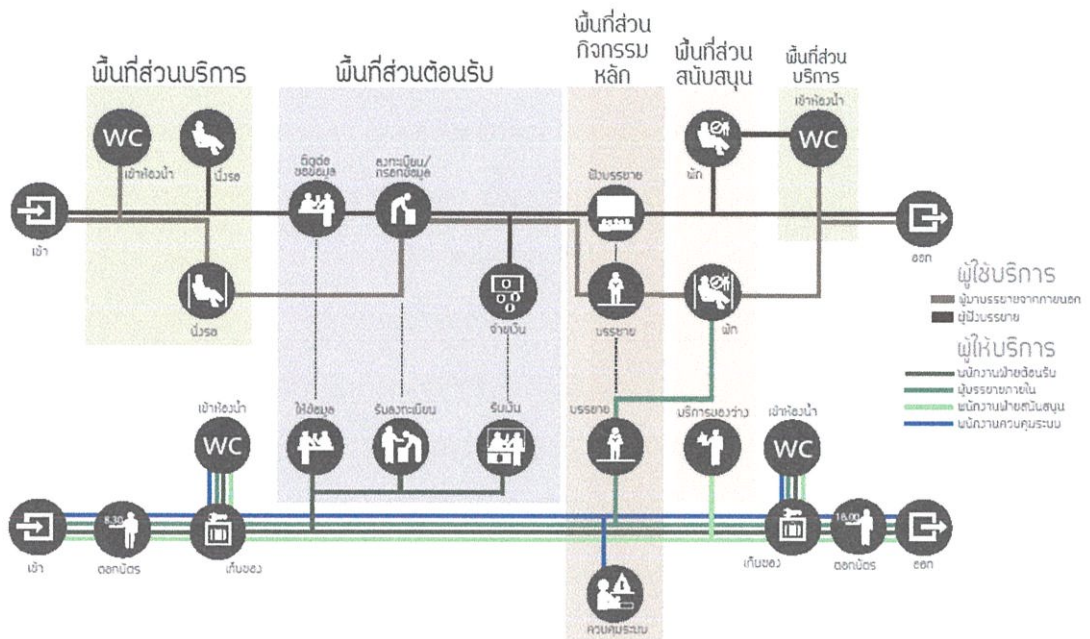 พื้นที่ส่วนบริการ
พื้นที่ส่วนต้อนรับ
พื้นที่ส่วน
กิจกรรม
หลัก
พื้นที่ส่วน
สนับสนุน
พื้นที่ส่วน
บริการ
เข้าห้องน้ำ
WC
เข้าห้องน้ำ
นั่งรอ
ติดต่อ
ขอข้อมูล
ลงทะเบียน/
กรอกข้อมูล
ฟังบรรยาย
พัก
WC
เข้า
ออก
นั่งรอ
จ่ายเงิน
บรรยาย
พัก
ผู้ใช้บริการ
ผู้มาบรรยายจากภายนอก
ผู้ฟังบรรยาย
ผู้ให้บริการ
พนักงานฝ่ายต้อนรับ
ผู้บรรยายภายใน
พนักงานฝ่ายสนับสนุน
พนักงานควบคุมระบบ
เข้าห้องน้ำ
WC
ให้ข้อมูล
รับลงทะเบียน
รับเงิน
บรรยาย
บริการของว่าง
เข้าห้องน้ำ
WC
8.30
16.00
เข้า
ตอกบัตร
เก็บของ
เก็บของ
ตอกบัตร
ออก
ควบคุมระบบ